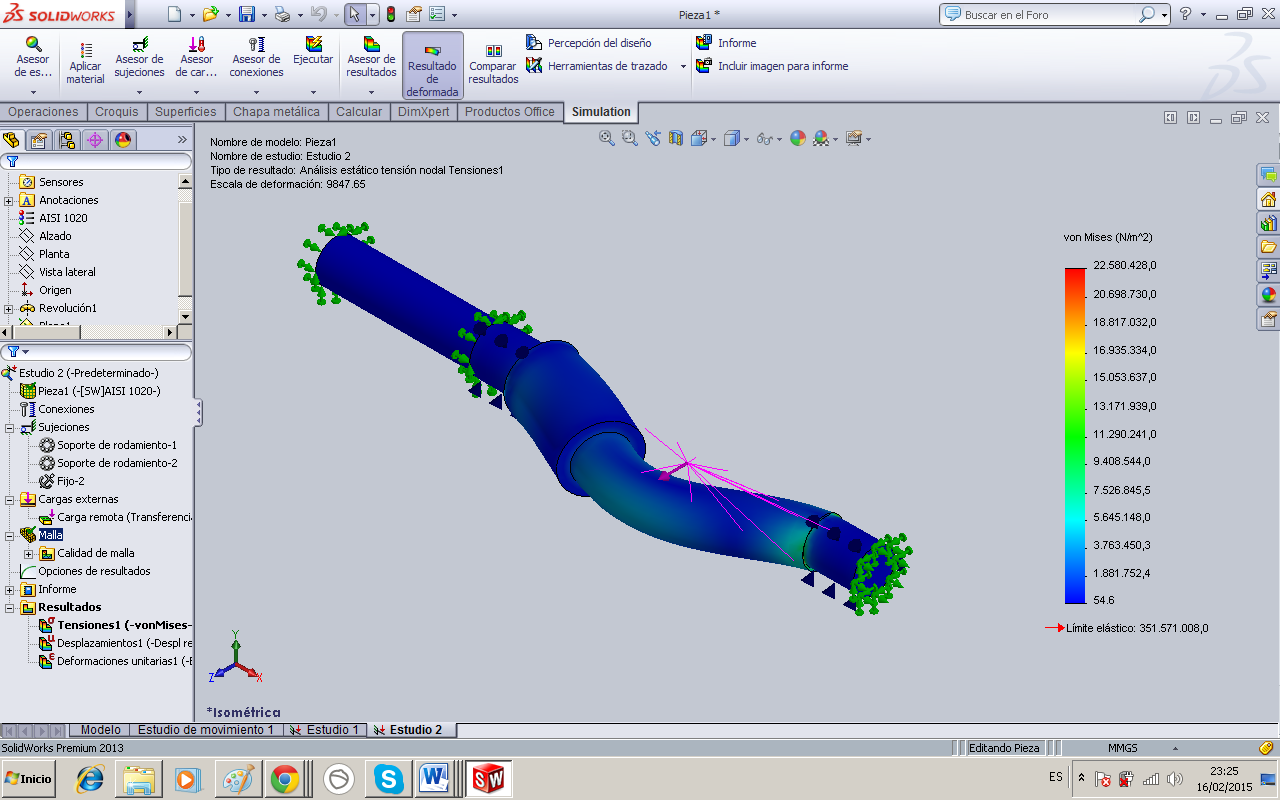 SOLIDWORKS
Pieza1 *
Buscar en el Foro
Asesor de es...
Aplicar material
Asesor de sujeciones
Asesor de car...
Asesor de conexiones
Ejecutar
Asesor de resultados
Resultado de deformada
Comparar resultados
Percepción del diseño
Herramientas de trazado
Informe
Incluir imagen para informe
Operaciones
Croquis
Superficies
Chapa metálica
Calcular
DimXpert
Productos Office
Simulation
Sensores
Anotaciones
AISI 1020
Alzado
Planta
Vista lateral
Origen
Revolución1
Estudio 2 (-Predeterminado-)
Pieza1 (-[SW]AISI 1020-)
Conexiones
Sujeciones
Soporte de rodamiento-1
Soporte de rodamiento-2
Fijo-2
Cargas externas
Carga remota (Transferenci
Malla
Calidad de malla
Opciones de resultados
Informe
Resultados
Tensiones1 (-vonMises-
Desplazamientos1 (-Despl re
Deformaciones unitarias1 (-
Nombre de modelo: Pieza1
Nombre de estudio: Estudio 2
Tipo de resultado: Análisis estático tensión nodal Tensiones1
Escala de deformación: 9847.65
von Mises (N/m^2)
22.580.428,0
20.698.730,0
18.817.032,0
16.935.334,0
15.053.637,0
13.171.939,0
11.290.241,0
9.408.544,0
7.526.845,5
5.645.148,0
3.763.450,3
1.881.752,4
54.6
Límite elástico: 351.571.008,0
Y
Z
X
*Isométrica
Modelo
Estudio de movimiento 1
Estudio 1
Estudio 2
SolidWorks Premium 2013
Editando Pieza
MMGS
Inicio
ES
23:25
16/02/2015